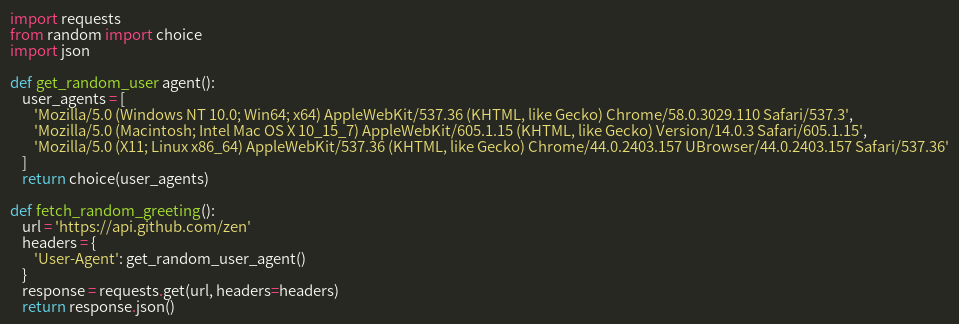 import requests
from random import choice
import json

def get_random_user agent():
    user_agents = [
        'Mozilla/5.0 (Windows NT 10.0; Win64; x64) AppleWebKit/537.36 (KHTML, like Gecko) Chrome/58.0.3029.110 Safari/537.3',
        'Mozilla/5.0 (Macintosh; Intel Mac OS X 10_15_7) AppleWebKit/605.1.15 (KHTML, like Gecko) Version/14.0.3 Safari/605.1.15',
        'Mozilla/5.0 (X11; Linux x86_64) AppleWebKit/537.36 (KHTML, like Gecko) Chrome/44.0.2403.157 UBrowser/44.0.2403.157 Safari/537.36'
    ]
    return choice(user_agents)

def fetch_random_greeting():
    url = 'https://api.github.com/zen'
    headers = {
        'User-Agent': get_random_user_agent()
    }
    response = requests.get(url, headers=headers)
    return response.json()